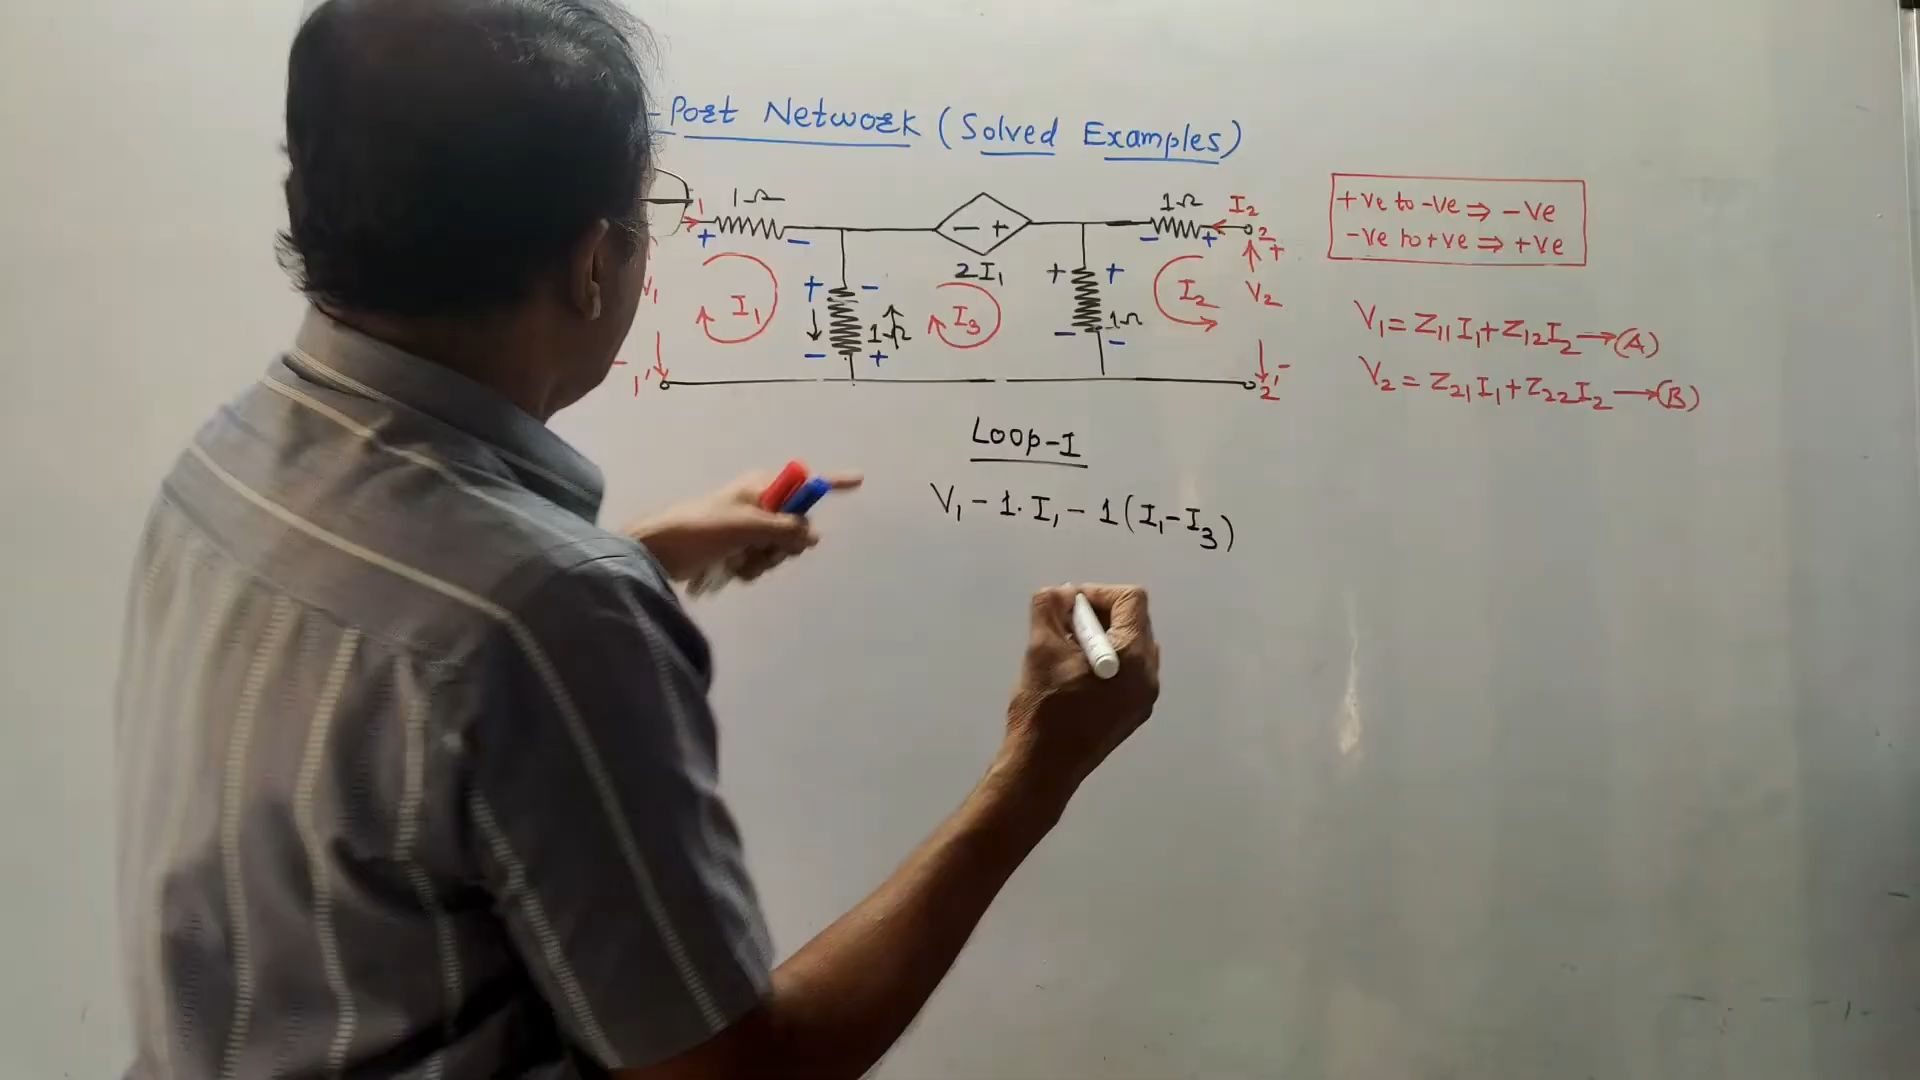 -Port Network (Solved Examples)
1Ω
1Ω
I2
+ve to -ve ⇒ -ve
-ve to +ve ⇒ +ve
1
+ -
- +
- +
2
+
2I1
V1
I1
+ -
1Ω
- +
I3
+ +
1Ω
- -
I2
V2
V1 = Z11 I1 + Z12 I2 → (A)
V2 = Z21 I1 + Z22 I2 → (B)
-
1'
-
2'
Loop-I
V1 - 1. I1 - 1(I1 - I3)